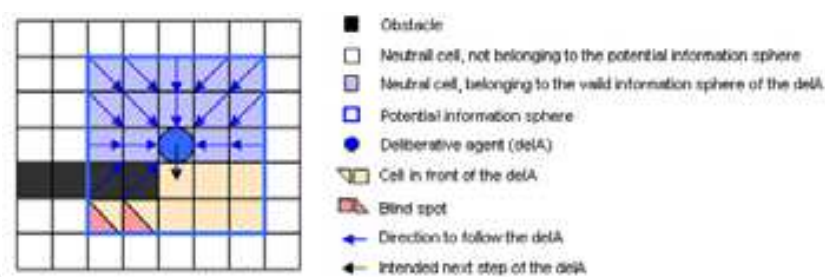 Obstacle
Neutrail cell, not belonging to the potential information sphere
Neutral cell, belonging to the valid information sphere of the delA
Potential information sphere
Deliberative agent (delA)
Cell in front of the delA
Blind spot
Direction to follow the delA
Intended next step of the delA